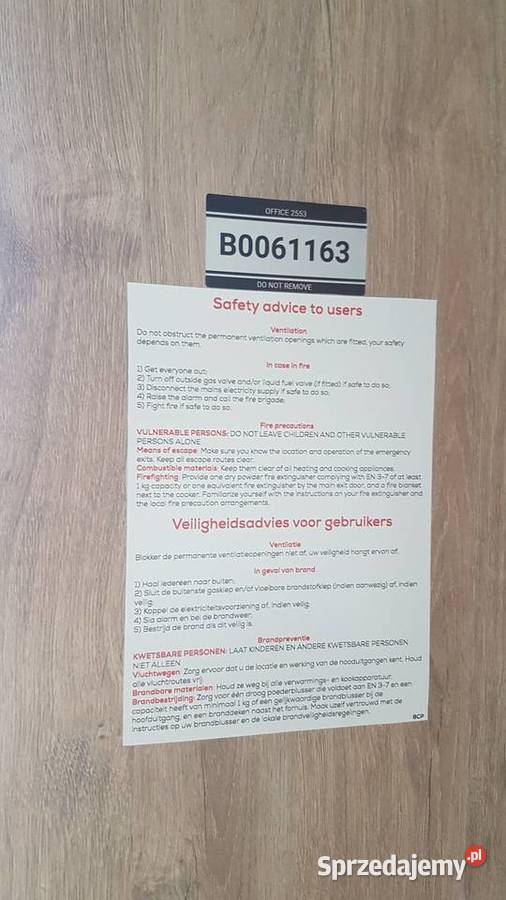 OFFICE 2553
B0061163
DO NOT REMOVE
Safety advice to users
Ventilation
Do not obstruct the permanent ventilation openings which are fitted, your safety
depends on them.
In case in fire
1) Get everyone out;
2) Turn off outside gas valve and/or liquid fuel valve (if fitted) if safe to do so;
3) Disconnect the mains electricity supply if safe to do so;
4) Raise the alarm and call the fire brigade;
5) Fight fire if safe to do so.
Fire precautions
VULNERABLE PERSONS: DO NOT LEAVE CHILDREN AND OTHER VULNERABLE
PERSONS ALONE
Means of escape: Make sure you know the location and operation of the emergency
exits. Keep all escape routes clear.
Combustible materials: Keep them clear of all heating and cooking appliances.
Firefighting: Provide one dry powder fire extinguisher complying with EN 3-7 of at least
1 kg capacity or one equivalent fire extinguisher by the main exit door, and a fire blanket
next to the cooker. Familiarize yourself with the instructions on your fire extinguisher and
the local fire precaution arrangements.
Veiligheidsadvies voor gebruikers
Ventilatie
Blokker de permanente ventilatieopeningen niet af, uw veiligheid hangt ervan af.
In geval van brand
1) Haal iedereen naar buiten;
2) Sluit de buitenste gasklep en/of vloeibare brandstofklep (indien aanwezig) af, indien
veilig;
3) Koppel de elektriciteitsvoorziening af, indien veilig;
4) Sla alarm en bel de brandweer;
5) Bestrijd de brand als dit veilig is.
Brandpreventie
KWETSBARE PERSONEN: LAAT KINDEREN EN ANDERE KWETSBARE PERSONEN
NIET ALLEEN
Vluchtwegen: Zorg ervoor dat u de locatie en werking van de nooduitgangen kent. Houd
alle vluchtroutes vrij.
Brandbare materialen: Houd ze weg bij alle verwarmings- en kookapparatuur.
Brandbestrijding: Zorg voor één droog poederblusser die voldoet aan EN 3-7 en een
capaciteit heeft van minimaal 1 kg of een gelijkwaardige brandblusser bij de
hoofduitgang, en een branddeken naast het fornuis. Maak uzelf vertrouwd met de
instructies op uw brandblusser en de lokale brandveiligheidsregelingen.
BCP
Sprzedajemy.pl